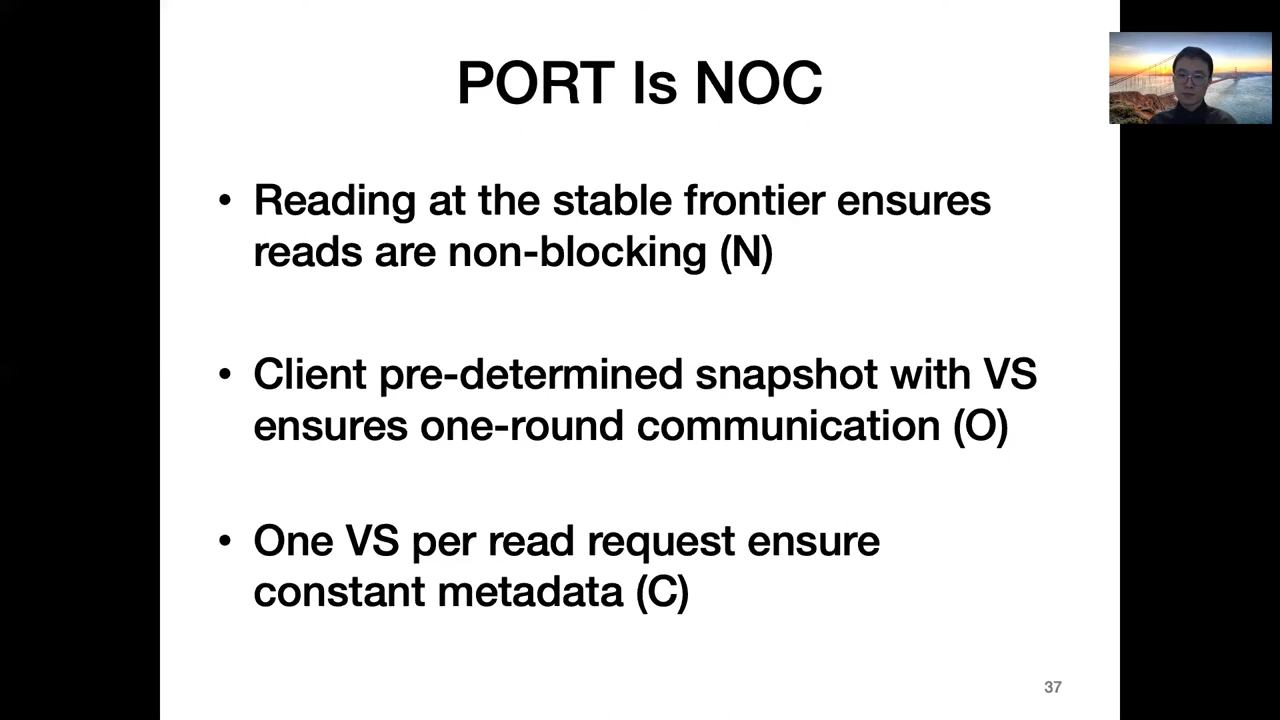 PORT Is NOC
• Reading at the stable frontier ensures
reads are non-blocking (N)
• Client pre-determined snapshot with VS
ensures one-round communication (O)
• One VS per read request ensure
constant metadata (C)
37